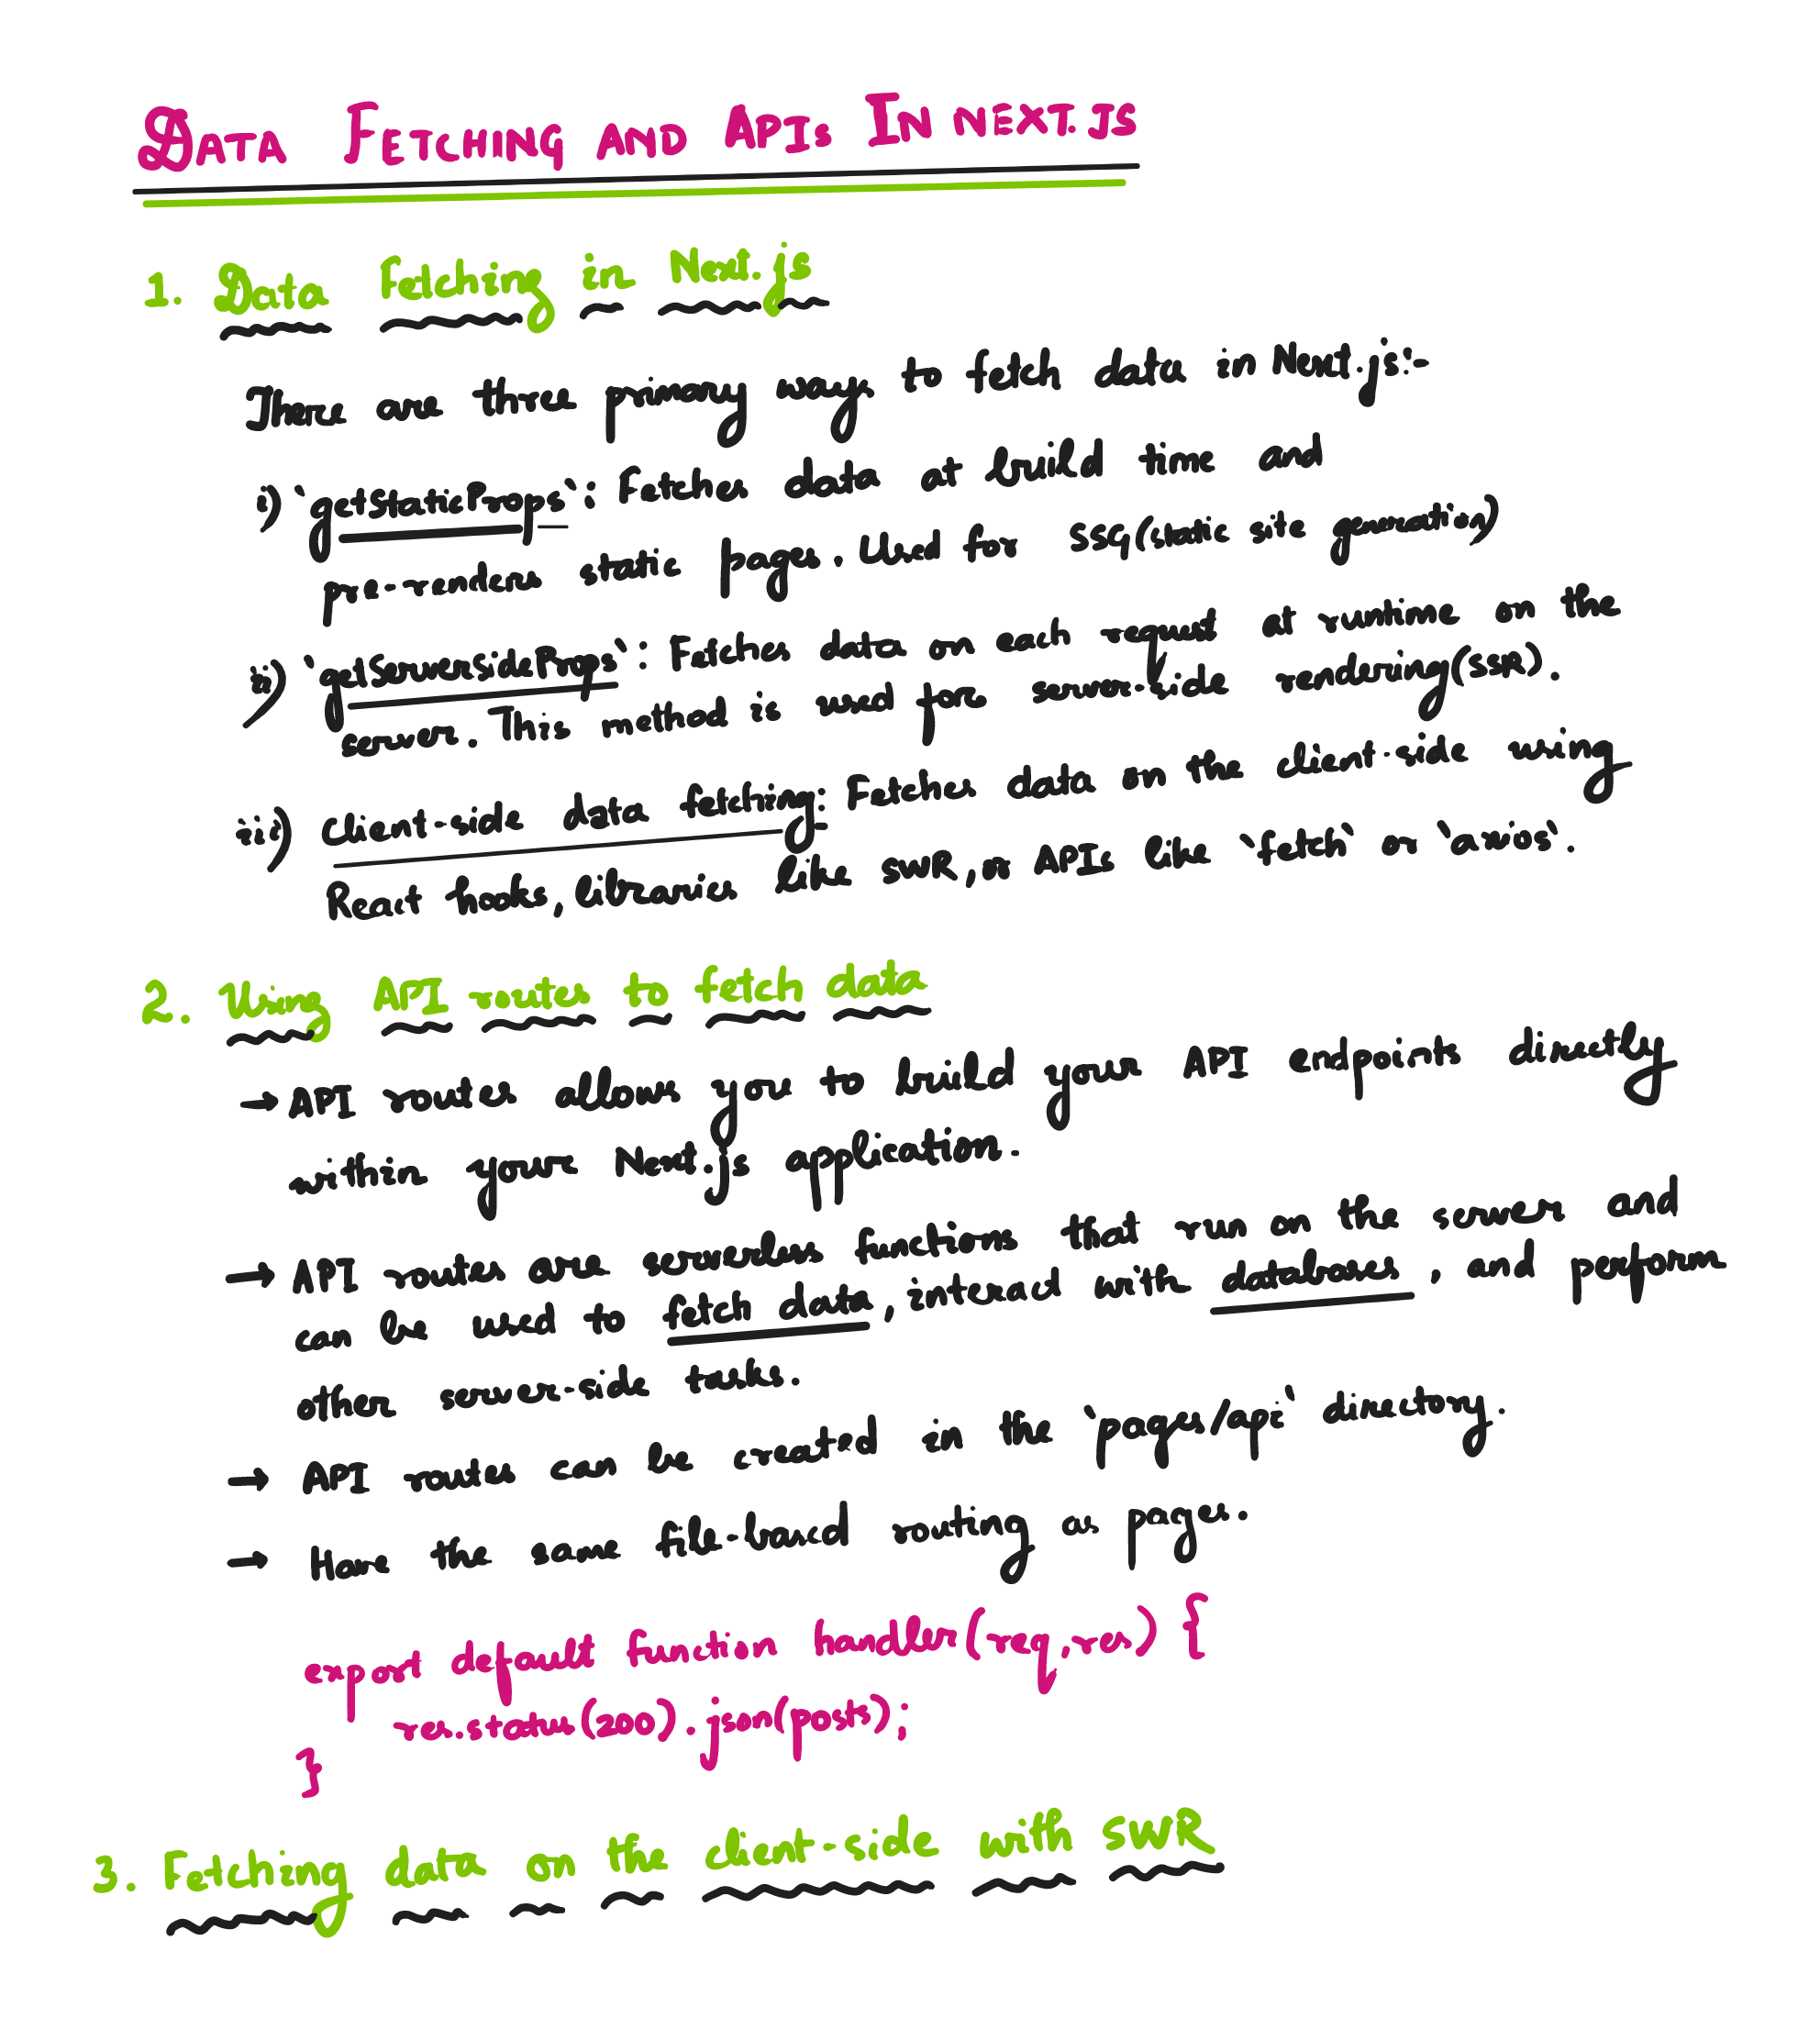 DATA FETCHING AND APIs IN NEXT.JS
1. Data Fetching in Next.js
There are three primary ways to fetch data in Next.js:-
i) `getStaticProps`: Fetches data at build time and
pre-renders static pages. Used for SSG(static site generation)
ii) `getServerSideProps`: Fetches data on each request at runtime on the
server. This method is used for server-side rendering(SSR).
iii) Client-side data fetching: Fetches data on the client-side using
React hooks, libraries like SWR, or APIs like `fetch` or `axios`.
2. Using API routes to fetch data
→ API routes allows you to build your API endpoints directly
within your Next.js application.
→ API routes are serverless functions that run on the server and
can be used to fetch data, interact with databases, and perform
other server-side tasks.
→ API routes can be created in the `pages/api` directory.
→ Have the same file-based routing as pages.
export default function handler(req,res) {
res.status(200).json(posts);
}
3. Fetching data on the client-side with SWR